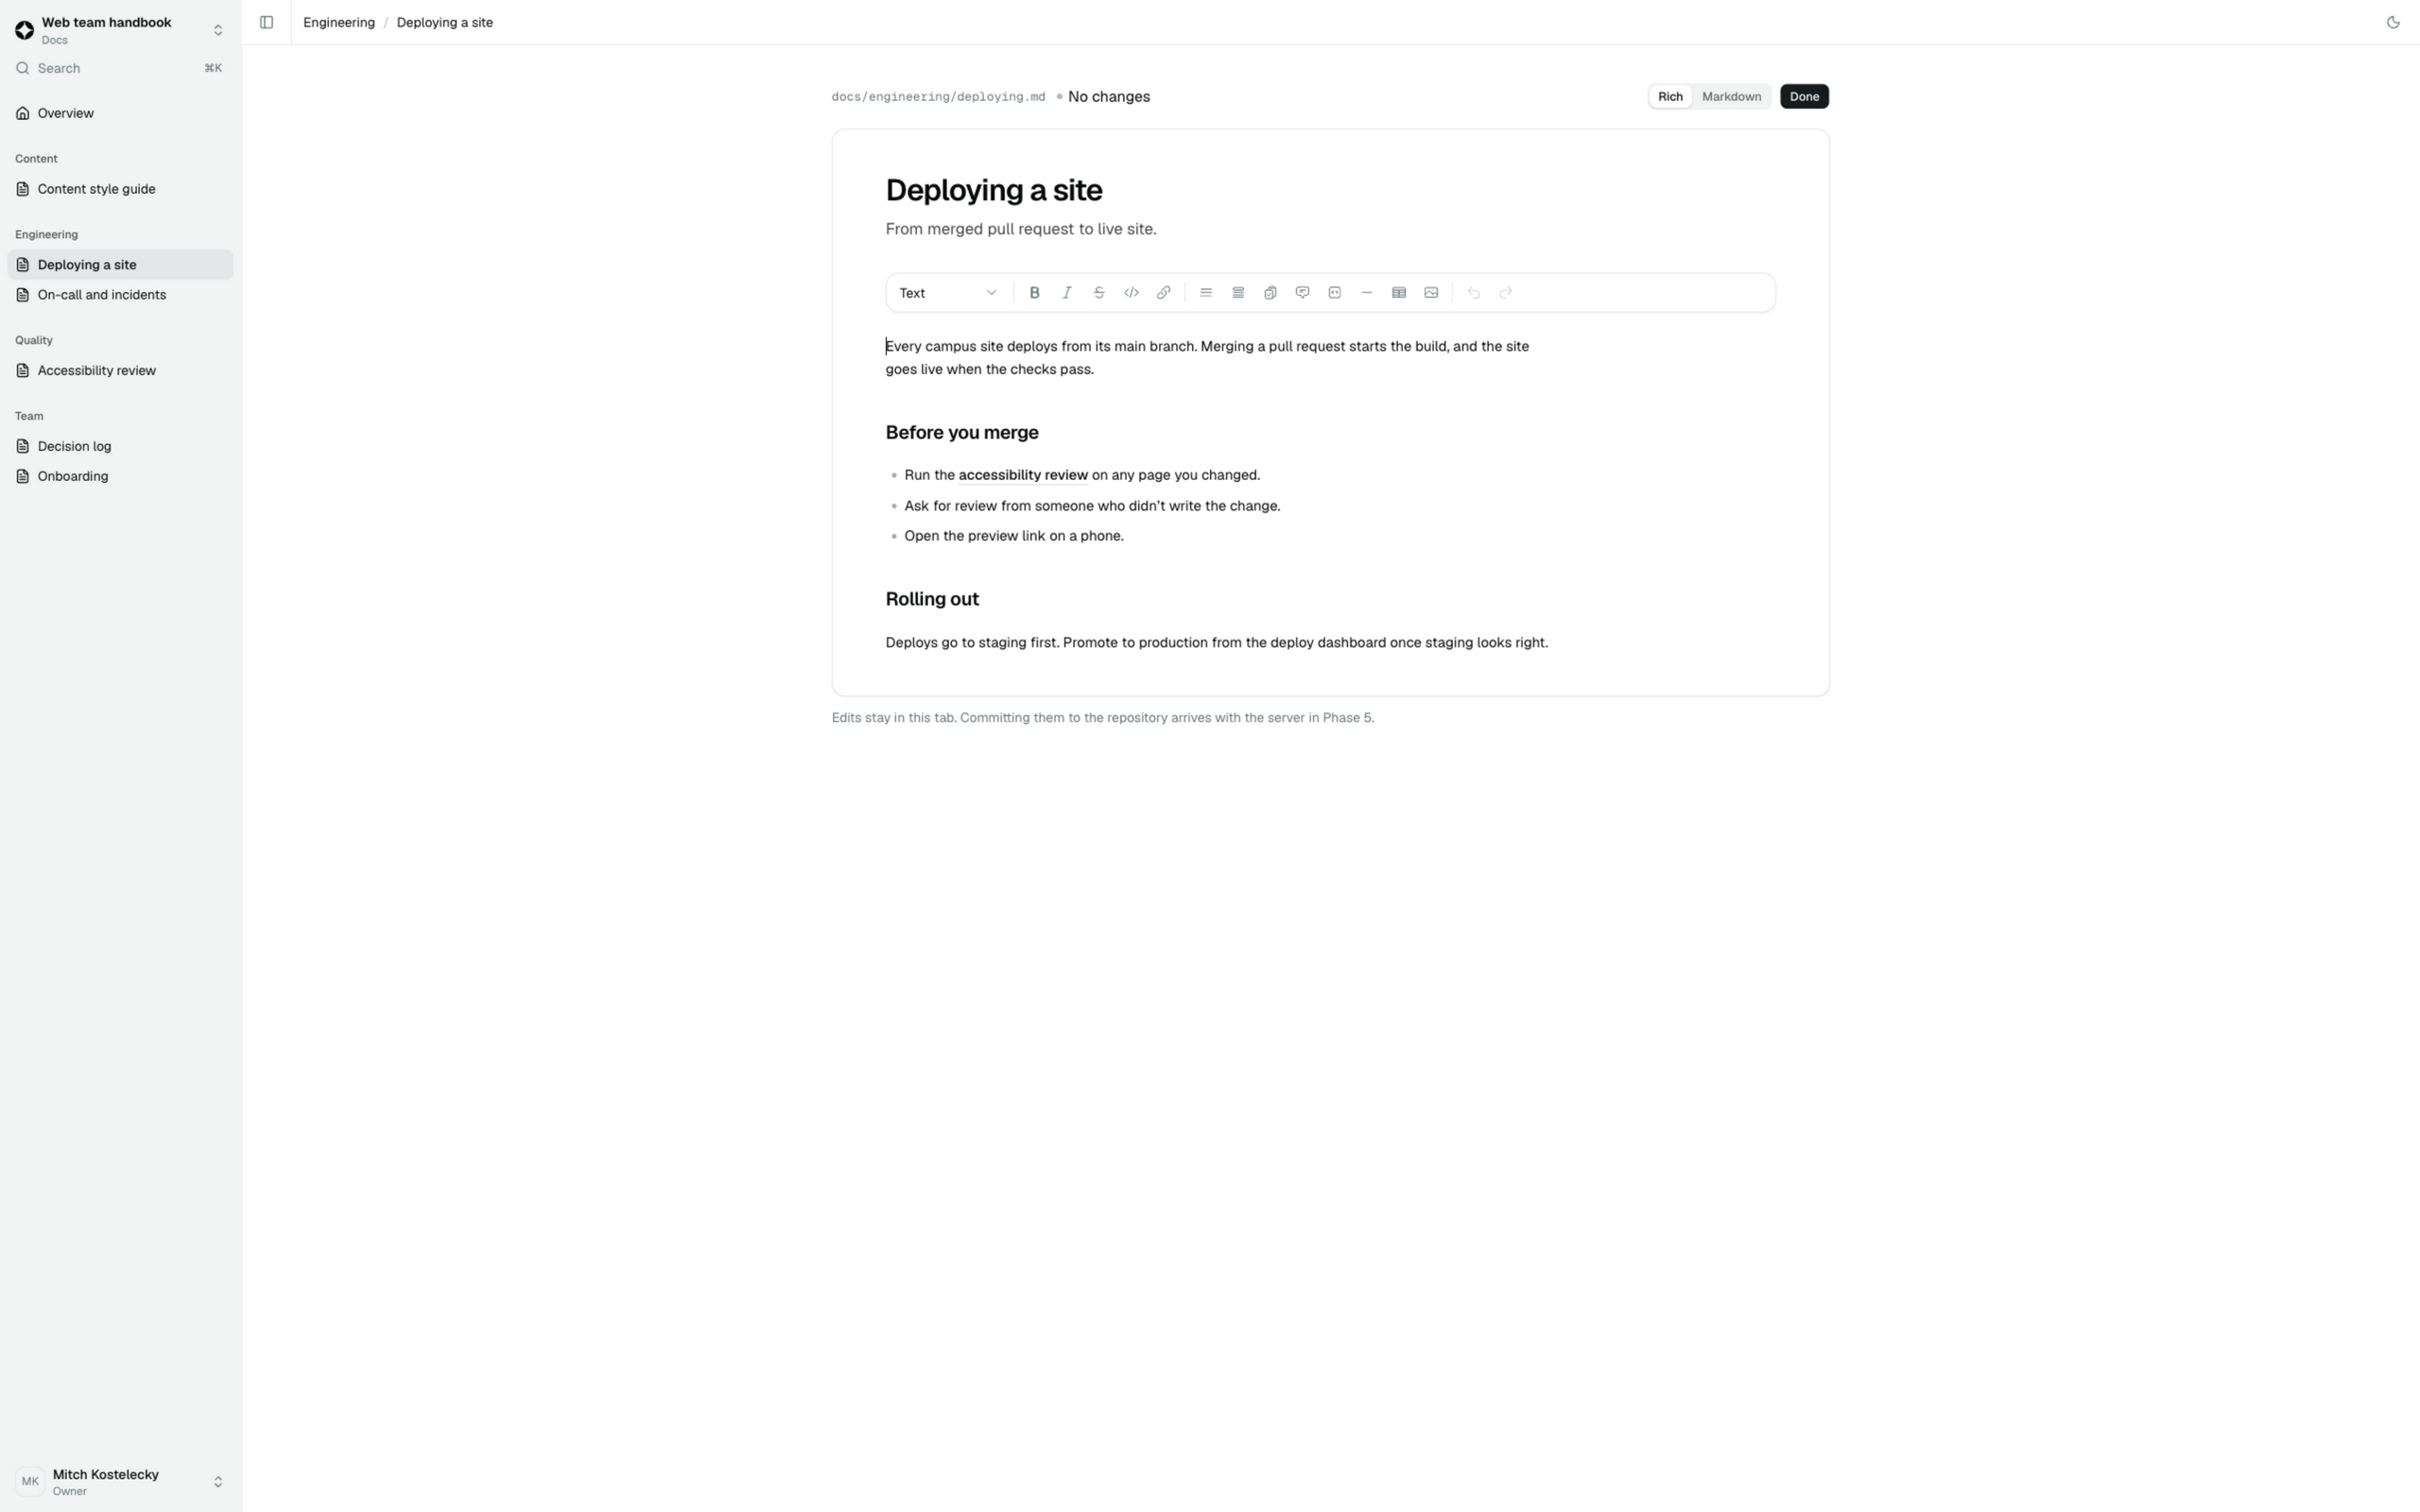 Web team handbook
Docs
Search ⌘K
Overview
Content
Content style guide
Engineering
Deploying a site
On-call and incidents
Quality
Accessibility review
Team
Decision log
Onboarding
MK
Mitch Kostelecky
Owner
Engineering / Deploying a site
docs/engineering/deploying.md No changes
Rich Markdown Done
Deploying a site
From merged pull request to live site.
Text
Every campus site deploys from its main branch. Merging a pull request starts the build, and the site
goes live when the checks pass.
Before you merge
Run the accessibility review on any page you changed.
Ask for review from someone who didn’t write the change.
Open the preview link on a phone.
Rolling out
Deploys go to staging first. Promote to production from the deploy dashboard once staging looks right.
Edits stay in this tab. Committing them to the repository arrives with the server in Phase 5.